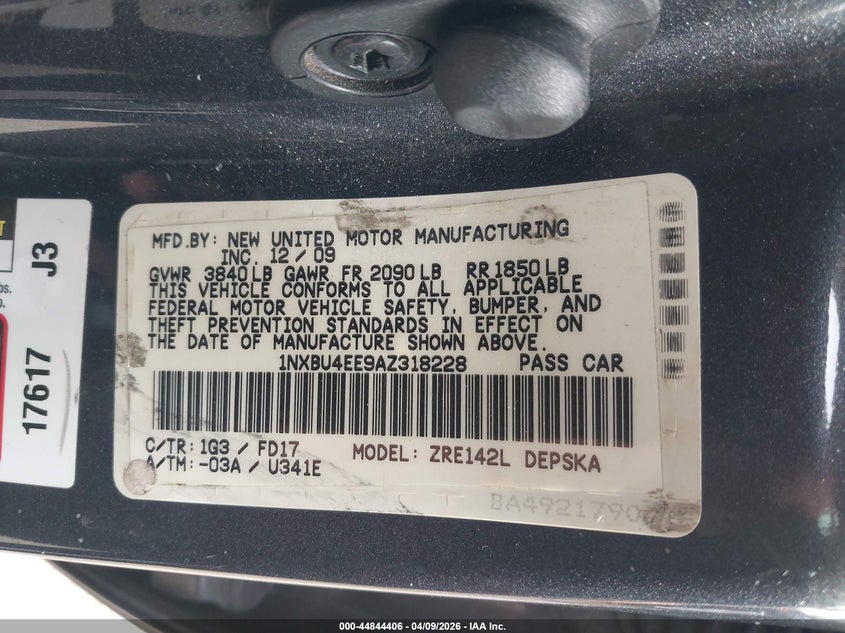 MFD.BY: NEW UNITED MOTOR MANUFACTURING
INC. 12 / 09
GVWR 3840 LB GAWR FR 2090 LB RR 1850 LB
THIS VEHICLE CONFORMS TO ALL APPLICABLE
FEDERAL MOTOR VEHICLE SAFETY, BUMPER, AND
THEFT PREVENTION STANDARDS IN EFFECT ON
THE DATE OF MANUFACTURE SHOWN ABOVE.
1NXBU4EE9AZ318228 PASS CAR
C/TR: 1G3 / FD17 MODEL: ZRE142L DEPSKA
A/TM: -03A / U341E
J3
17617
000-44844406 - 04/09/2026 - IAA Inc.